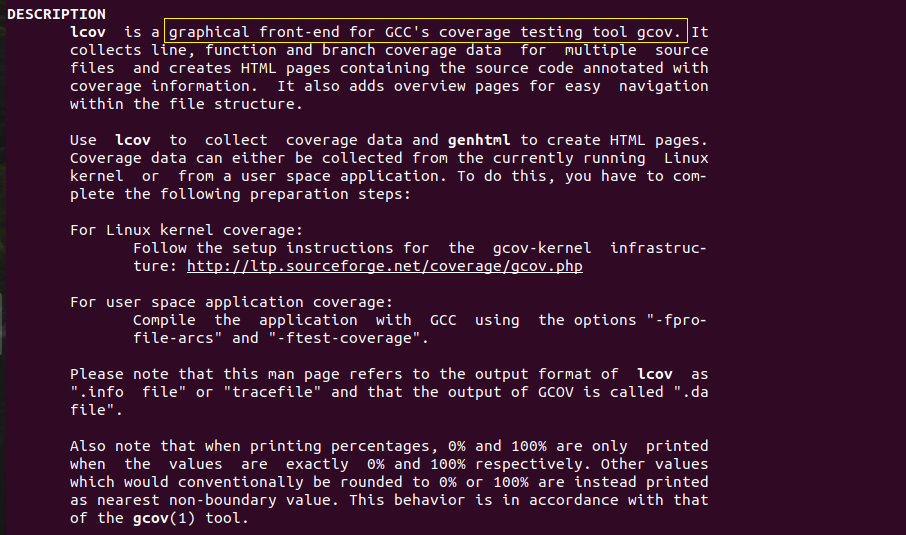 DESCRIPTION
lcov is a graphical front-end for GCC's coverage testing tool gcov. It
collects line, function and branch coverage data for multiple source
files and creates HTML pages containing the source code annotated with
coverage information. It also adds overview pages for easy navigation
within the file structure.
Use lcov to collect coverage data and genhtml to create HTML pages.
Coverage data can either be collected from the currently running Linux
kernel or from a user space application. To do this, you have to com-
plete the following preparation steps:
For Linux kernel coverage:
Follow the setup instructions for the gcov-kernel infrastruc-
ture: http://ltp.sourceforge.net/coverage/gcov.php
For user space application coverage:
Compile the application with GCC using the options "-fpro-
file-arcs" and "-ftest-coverage".
Please note that this man page refers to the output format of lcov as
".info file" or "tracefile" and that the output of GCOV is called ".da
file".
Also note that when printing percentages, 0% and 100% are only printed
when the values are exactly 0% and 100% respectively. Other values
which would conventionally be rounded to 0% or 100% are instead printed
as nearest non-boundary value. This behavior is in accordance with that
of the gcov(1) tool.